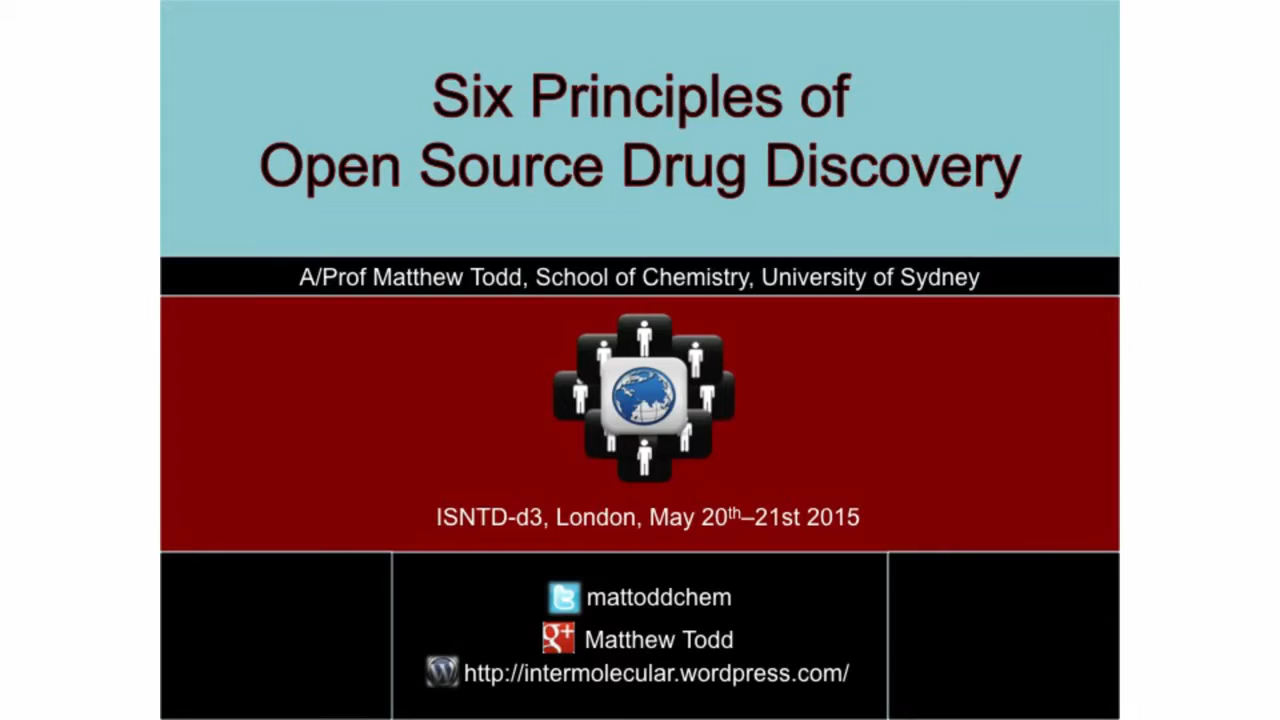 Six Principles of
Open Source Drug Discovery
A/Prof Matthew Todd, School of Chemistry, University of Sydney
ISNTD-d3, London, May 20th–21st 2015
mattoddchem
g+ Matthew Todd
http://intermolecular.wordpress.com/